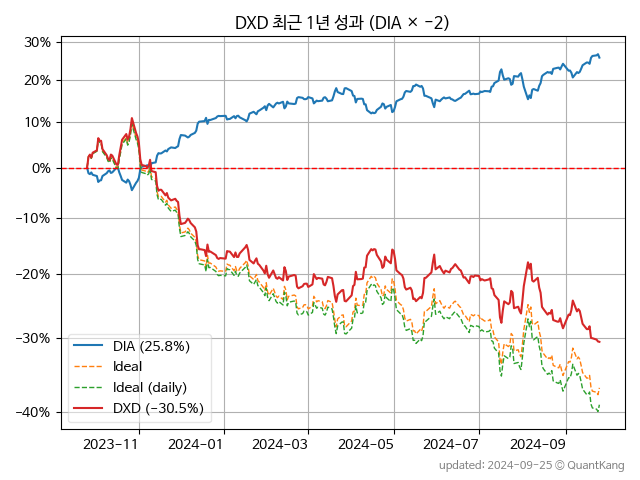 DXD 최근 1년 성과 (DIA × −2)
30%
20%
10%
0%
−10%
−20%
−30%
−40%
DIA (25.8%)
Ideal
Ideal (daily)
DXD (−30.5%)
2023-11
2024-01
2024-03
2024-05
2024-07
2024-09
updated: 2024-09-25 © QuantKang